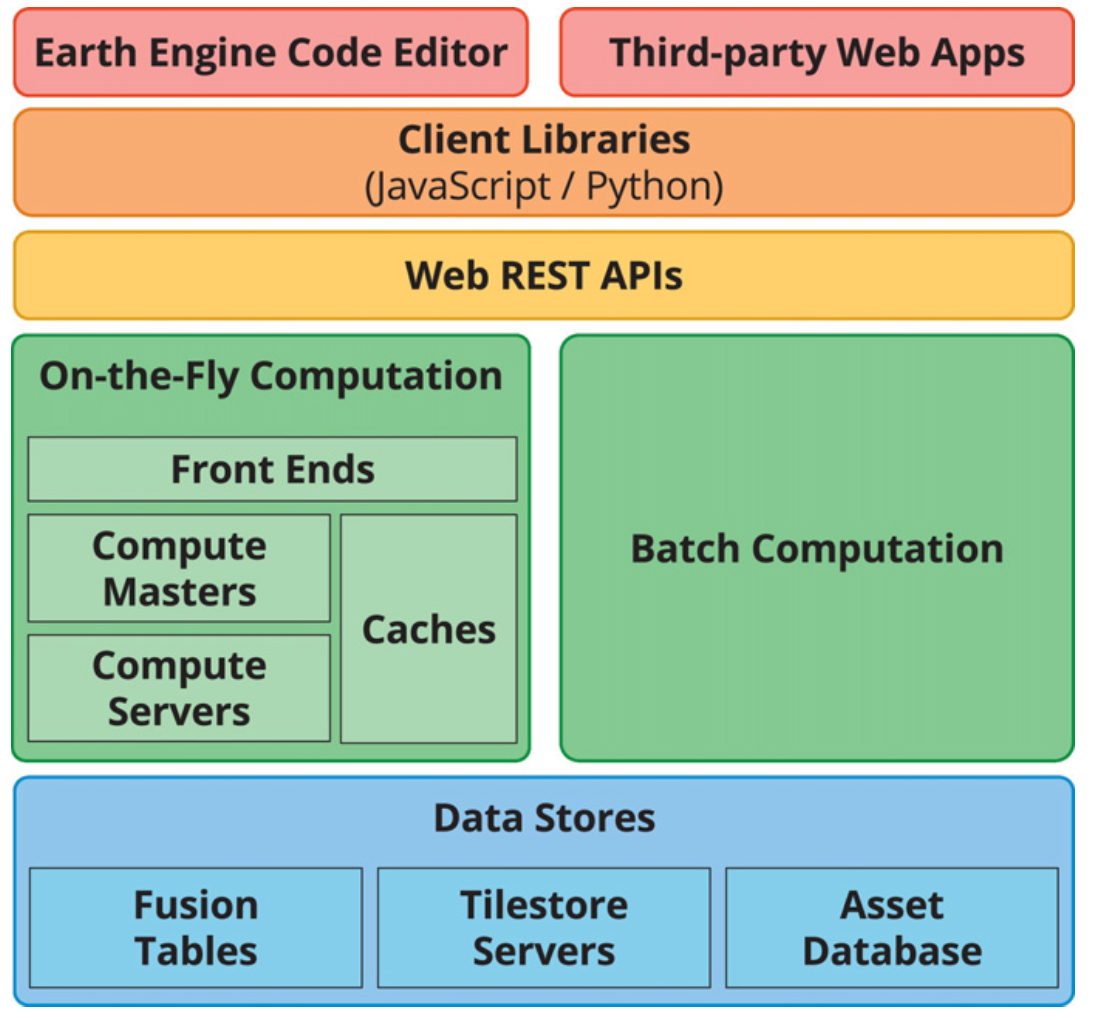 Earth Engine Code Editor
Third-party Web Apps
Client Libraries
(JavaScript / Python)
Web REST APIs
On-the-Fly Computation
Front Ends
Compute
Masters
Caches
Compute
Servers
Batch Computation
Data Stores
Fusion
Tables
Tilestore
Servers
Asset
Database